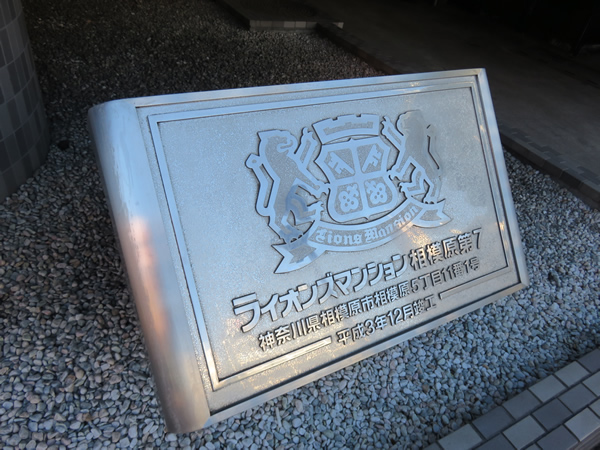 Lions Mansion
ライオンズマンション相模原第7
神奈川県相模原市相模原5丁目11番1号
平成3年12月竣工